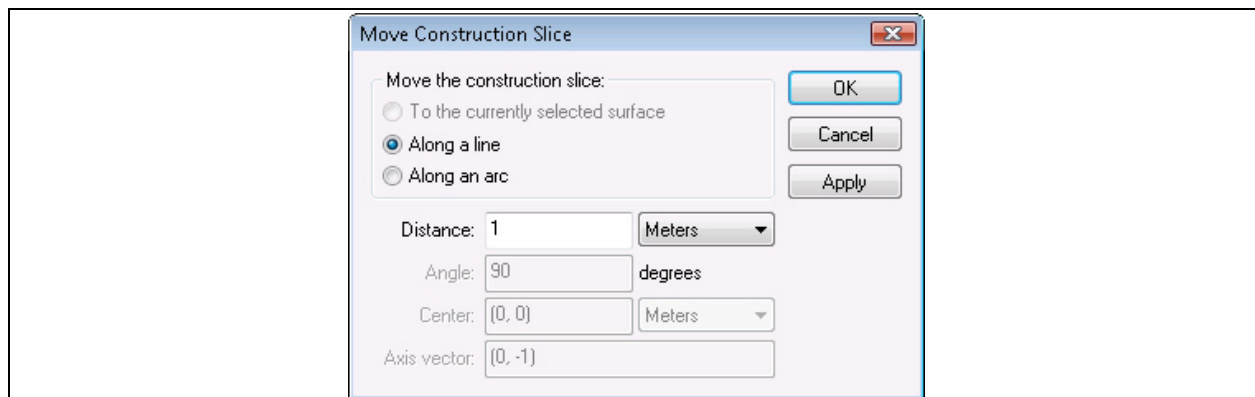 Move Construction Slice
Move the construction slice:
To the currently selected surface
Along a line
Along an arc
OK
Cancel
Apply
Distance: 1 Meters
Angle: 90 degrees
Center: (0, 0) Meters
Axis vector: (0, -1)